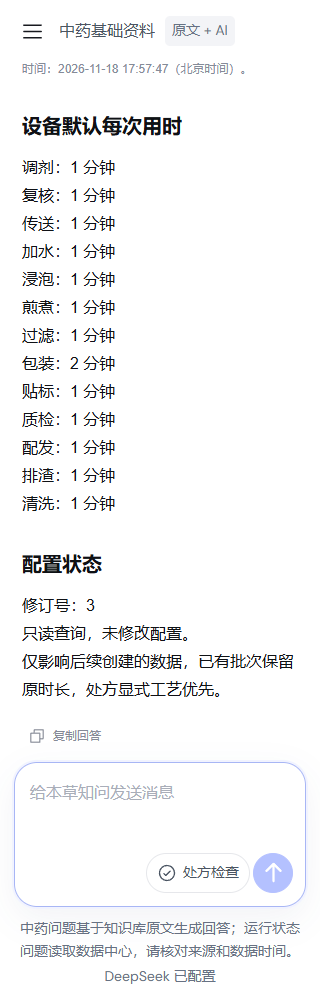 中药基础资料 原文 + AI
时间：2026-11-18 17:57:47（北京时间）。
设备默认每次用时
调剂：1 分钟
复核：1 分钟
传送：1 分钟
加水：1 分钟
浸泡：1 分钟
煎煮：1 分钟
过滤：1 分钟
包装：2 分钟
贴标：1 分钟
质检：1 分钟
配发：1 分钟
排渣：1 分钟
清洗：1 分钟
配置状态
修订号：3
只读查询，未修改配置。
仅影响后续创建的数据，已有批次保留
原时长，处方显式工艺优先。
复制回答
给本草知问发送消息
处方检查
中药问题基于知识库原文生成回答；运行状态
问题读取数据中心，请核对来源和数据时间。
DeepSeek 已配置